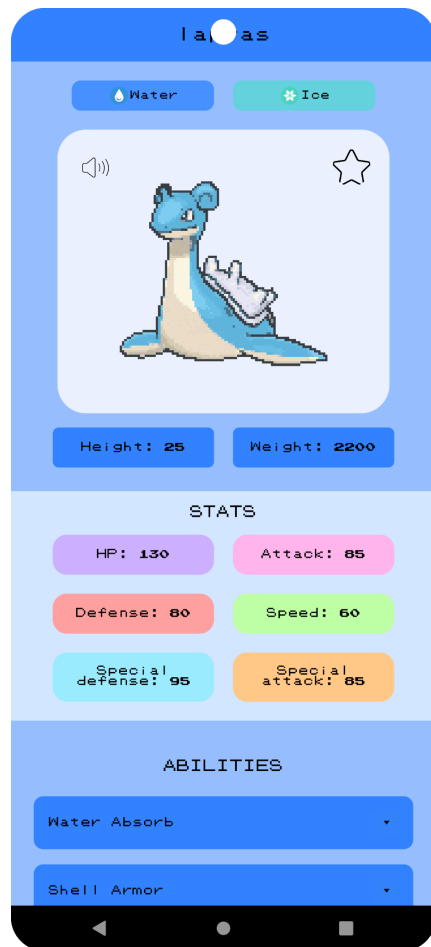 Water
Ice
Height: 25
Weight: 2200
STATS
HP: 130
Attack: 85
Defense: 80
Speed: 60
Special
defense: 95
Special
attack: 85
ABILITIES
Water Absorb
Shell Armor